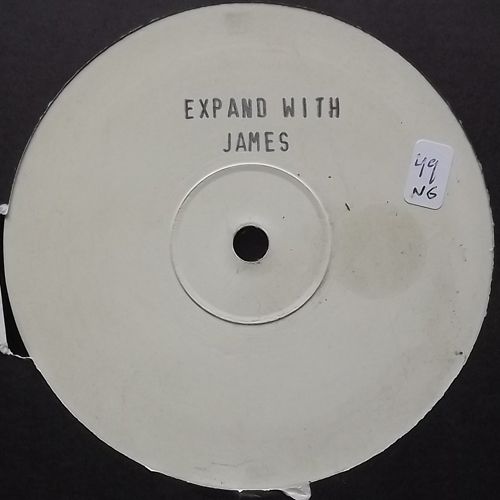 EXPAND WITH
JAMES
49
NG